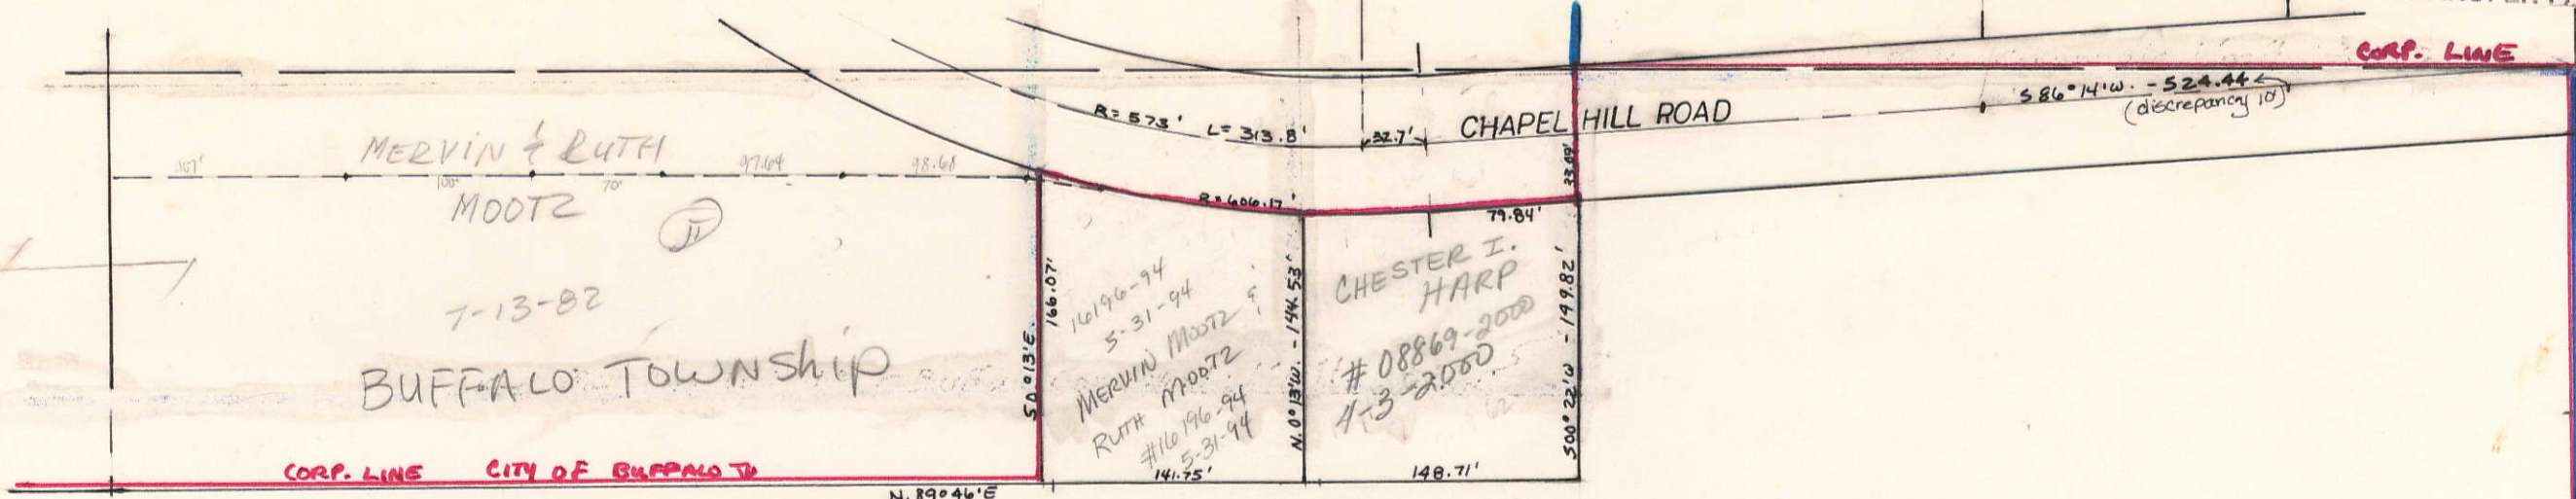 CORP. LINE
S 86° 14' W. - 524.44
(discrepancy 10')
R= 573' L= 313.8'
32.7'
CHAPEL HILL ROAD
33.09'
MERVIN & RUTH
MOOTZ
100'
70'
97.64
98.68
7-13-82
BUFFALO TOWNSHIP
R= 606.17'
79.84'
S 0° 13' E.
166.07'
16196-94
5-31-94
MERVIN MOOTZ &
RUTH MOOTZ
#16196-94
5-31-94
141.75'
N. 0° 13' W. - 144.53'
CHESTER I.
HARP
# 08869-2000
4-3-2000
148.71'
S00° 22' W - 149.82'
CORP. LINE CITY OF BUFFALO
N. 89° 46' E